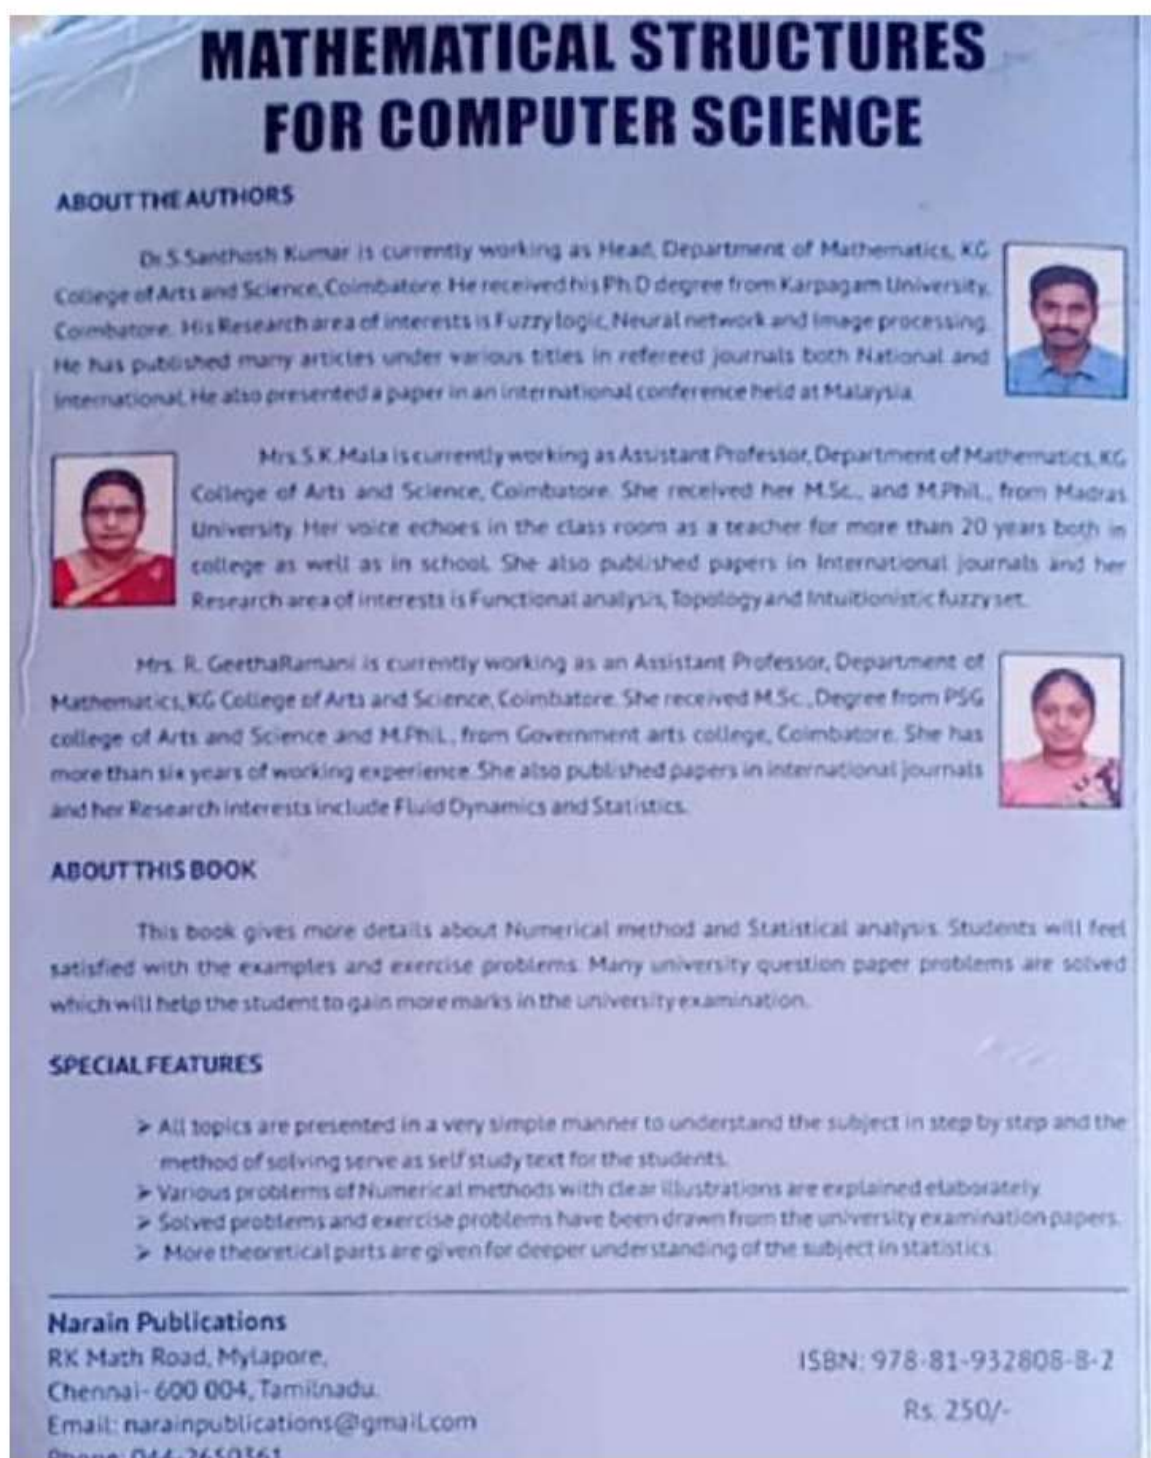 MATHEMATICAL STRUCTURES
FOR COMPUTER SCIENCE
ABOUT THE AUTHORS
Dr.S.Santhosh Kumar is currently working as Head, Department of Mathematics, KG
College of Arts and Science, Coimbatore. He received his Ph.D degree from Karpagam University,
Coimbatore. His Research area of interests is Fuzzy logic, Neural network and Image processing.
He has published many articles under various titles in refereed journals both National and
International. He also presented a paper in an international conference held at Malaysia.
Mrs.S.K.Mala is currently working as Assistant Professor, Department of Mathematics, KG
College of Arts and Science, Coimbatore. She received her M.Sc., and M.Phil., from Madras
University. Her voice echoes in the class room as a teacher for more than 20 years both in
college as well as in school. She also published papers in International journals and her
Research area of interests is Functional analysis, Topology and Intuitionistic fuzzy set.
Mrs. R. GeethaRamani is currently working as an Assistant Professor, Department of
Mathematics, KG College of Arts and Science, Coimbatore. She received M.Sc., Degree from PSG
college of Arts and Science and M.Phil., from Government arts college, Coimbatore. She has
more than six years of working experience. She also published papers in international journals
and her Research Interests include Fluid Dynamics and Statistics.
ABOUT THIS BOOK
This book gives more details about Numerical method and Statistical analysis. Students will feel
satisfied with the examples and exercise problems. Many university question paper problems are solved
which will help the student to gain more marks in the university examination.
SPECIAL FEATURES
➢ All topics are presented in a very simple manner to understand the subject in step by step and the
method of solving serve as self study text for the students.
➢ Various problems of Numerical methods with clear illustrations are explained elaborately.
➢ Solved problems and exercise problems have been drawn from the university examination papers.
➢ More theoretical parts are given for deeper understanding of the subject in statistics.
Narain Publications
RK Math Road, Mylapore,
Chennai- 600 004, Tamilnadu.
Email: narainpublications@gmail.com
Phone: 044-2650361
ISBN: 978-81-932808-8-2
Rs. 250/-